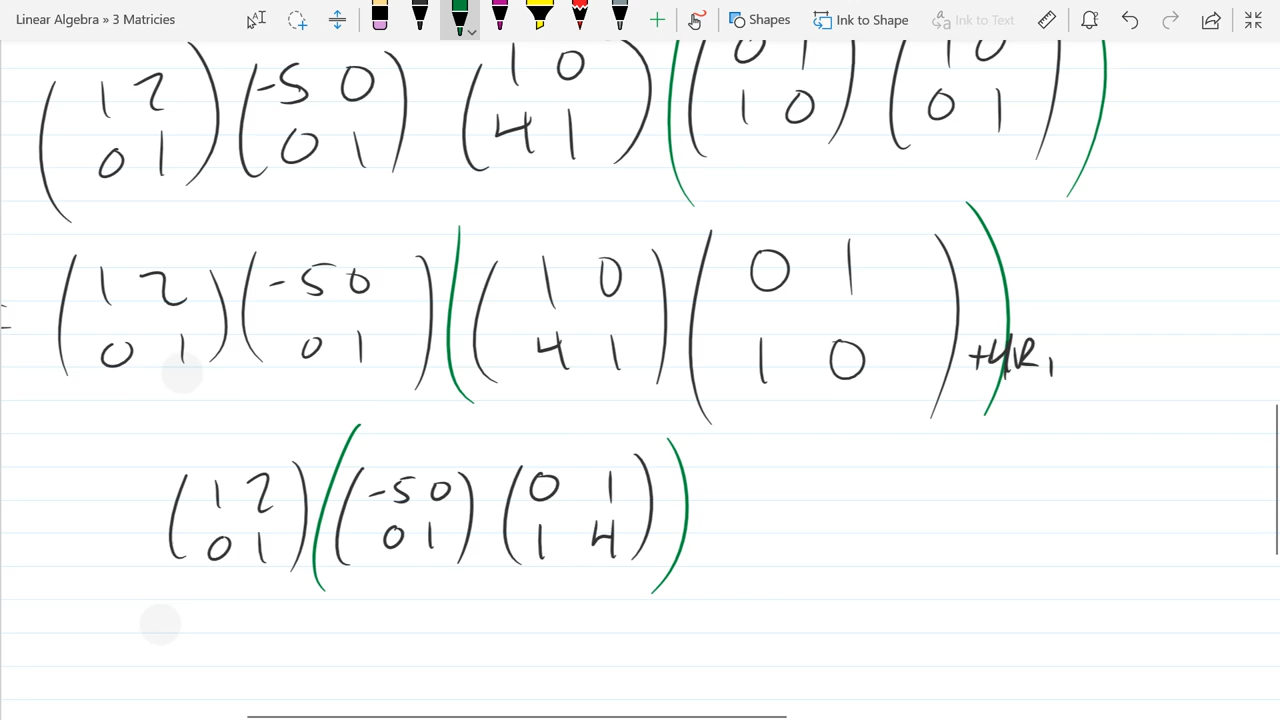 Linear Algebra » 3 Matricies Shapes Ink to Shape Ink to Text
1 2 -5 0 1 0 0 1 1 0
0 1 0 1 4 1 1 0 0 1
= 1 2 -5 0 1 0 0 1
0 1 0 1 4 1 1 0 +4R1
1 2 -5 0 0 1
0 1 0 1 1 4